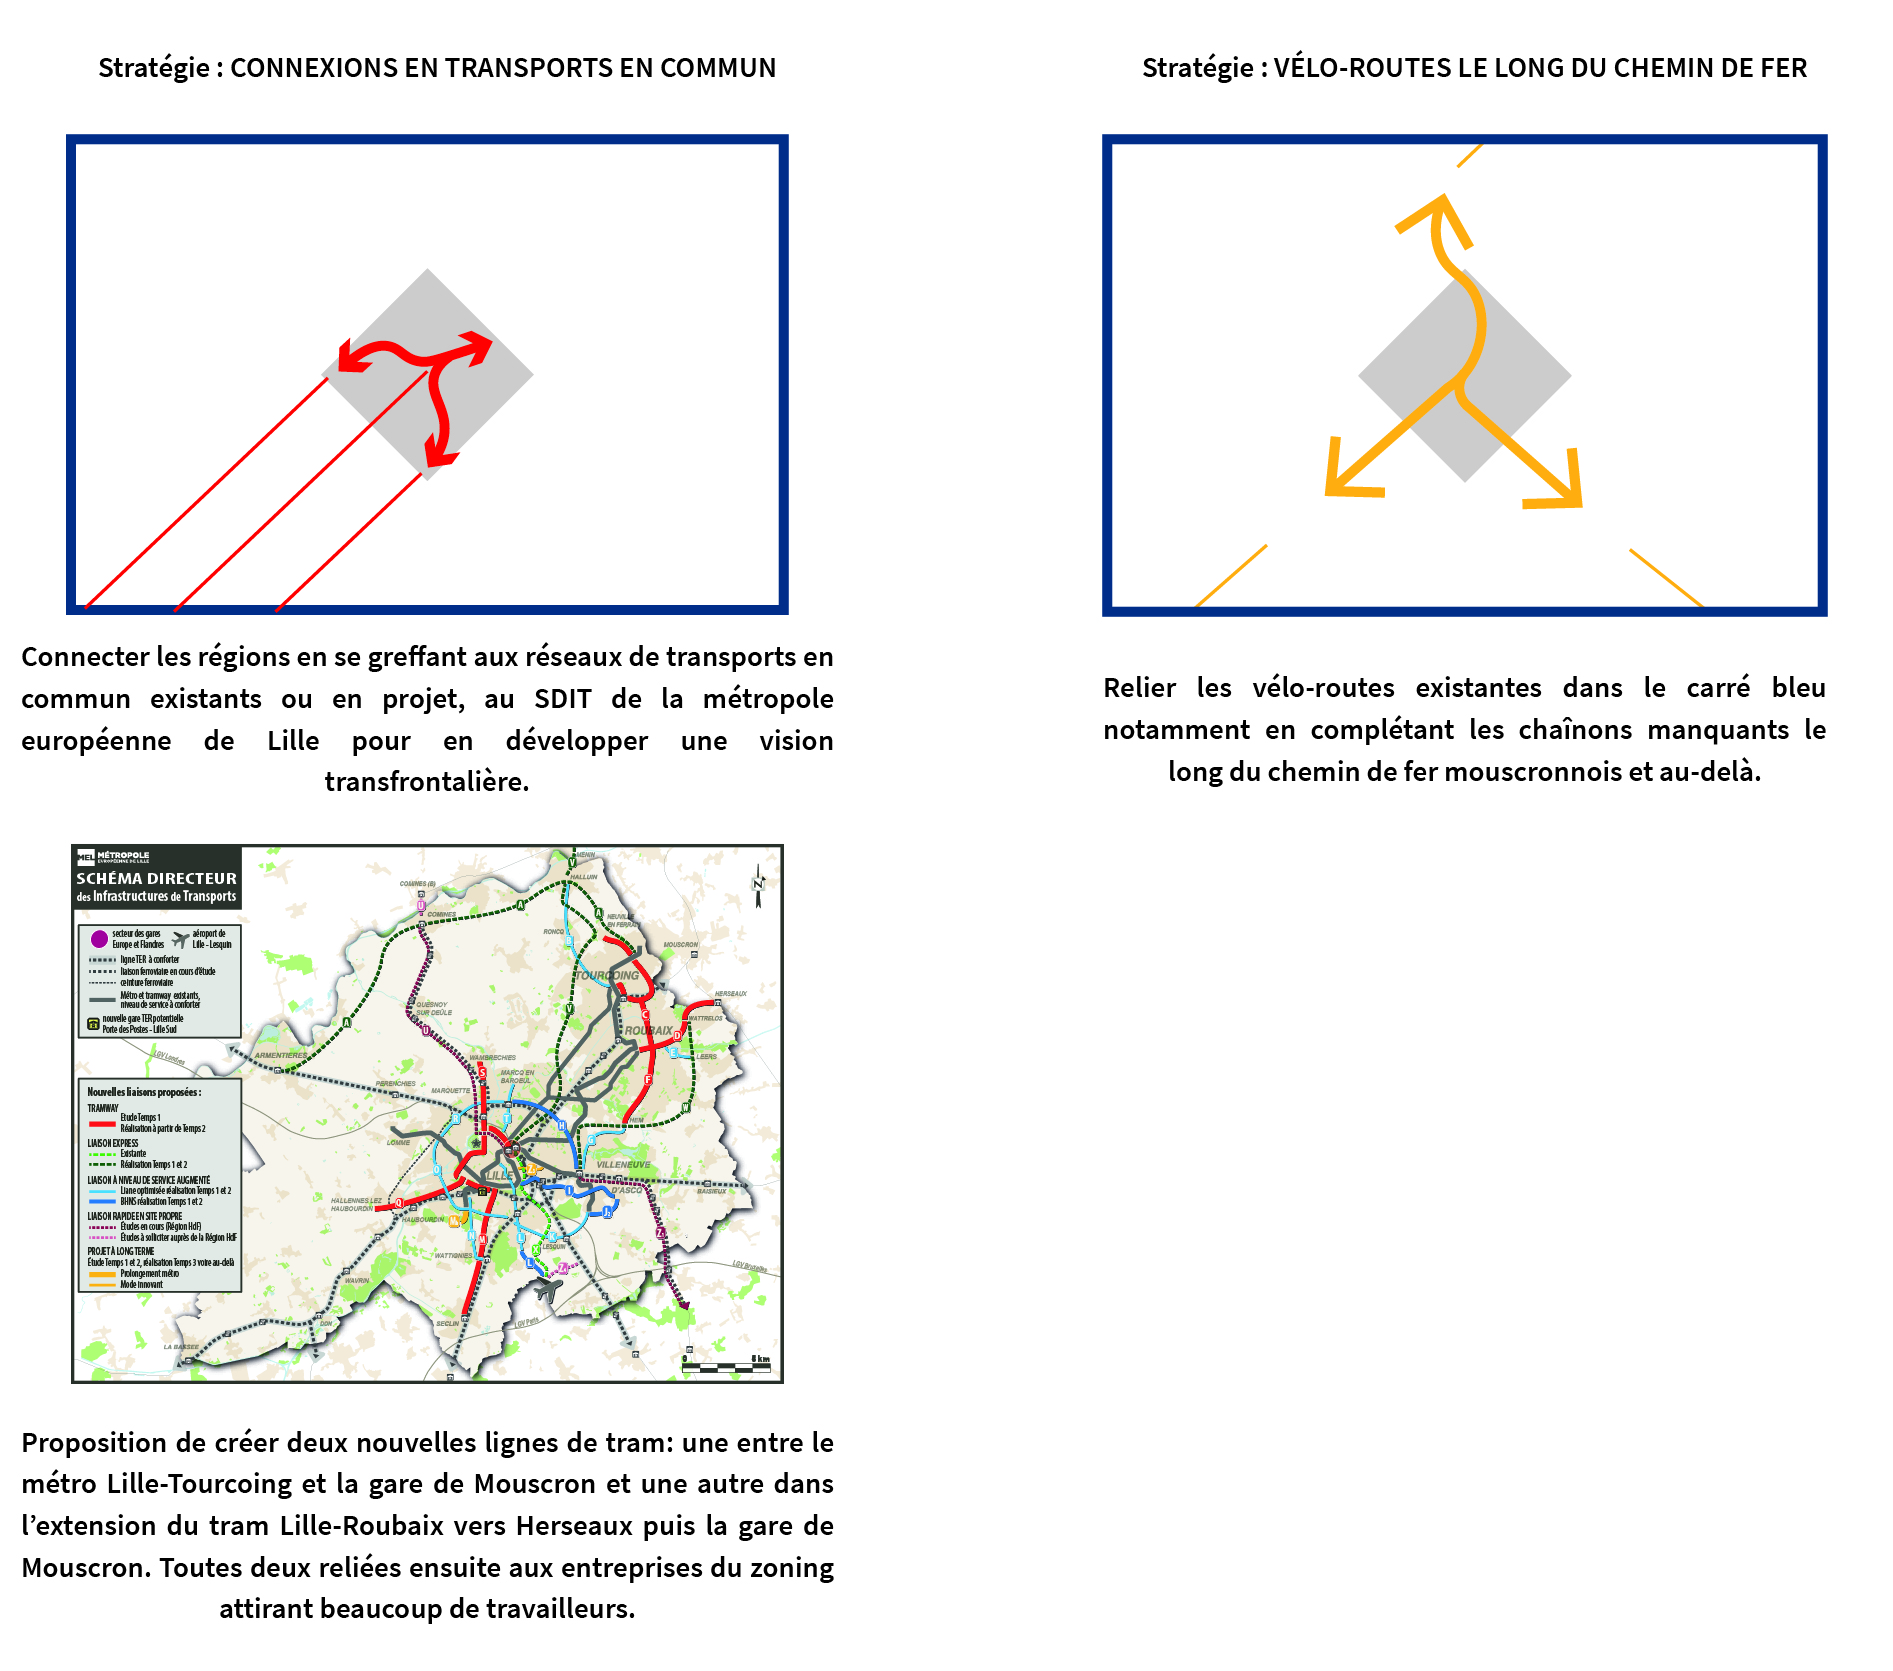 Stratégie : CONNEXIONS EN TRANSPORTS EN COMMUN
Connecter les régions en se greffant aux réseaux de transports en
commun existants ou en projet, au SDIT de la métropole
européenne de Lille pour en développer une vision
transfrontalière.
MEL MÉTROPOLE
EUROPÉENNE DE LILLE
SCHÉMA DIRECTEUR
des Infrastructures de Transports
secteur des gares
Europe et Flandres
aéroport de
Lille - Lesquin
ligne TER à conforter
liaison ferroviaire en cours d'étude
ceinture ferroviaire
Métro et tramway existants,
niveau de service à conforter
nouvelle gare TER potentielle
Porte des Postes - Lille Sud
Nouvelles liaisons proposées :
TRAMWAY
Etude Temps 1
Réalisation à partir de Temps 2
LIAISON EXPRESS
Existante
Réalisation Temps 1 et 2
LIAISON À NIVEAU DE SERVICE AUGMENTÉ
Liane optimisée réalisation Temps 1 et 2
BHNS réalisation Temps 1 et 2
LIAISON RAPIDE EN SITE PROPRE
Études en cours (Région HdF)
Études à solliciter auprès de la Région HdF
PROJET À LONG TERME
Étude Temps 1 et 2, réalisation Temps 3 voire au-delà
Prolongement métro
Mode innovant
N
MENIN
HALLUIN
COMINES (B)
COMINES
NEUVILLE
EN FERRAIN
RONCQ
MOUSCRON
TOURCOING
HERSEAUX
WATTRELOS
QUESNOY
SUR DEÛLE
ROUBAIX
LEERS
ARMENTIERES
LGV Londres
WAMBRECHIES
MARCQ EN
BAROEUL
PERENCHIES
MARQUETTE
HEM
LOMME
LILLE
VILLENEUVE
D'ASCQ
BAISIEUX
HALLENNES LEZ
HAUBOURDIN
HAUBOURDIN
WATTIGNIES
LESQUIN
LGV Bruxelles
WAVRIN
DON
SECLIN
LGV Paris
LA BASSEE
0 5 km
Proposition de créer deux nouvelles lignes de tram: une entre le
métro Lille-Tourcoing et la gare de Mouscron et une autre dans
l’extension du tram Lille-Roubaix vers Herseaux puis la gare de
Mouscron. Toutes deux reliées ensuite aux entreprises du zoning
attirant beaucoup de travailleurs.
Stratégie : VÉLO-ROUTES LE LONG DU CHEMIN DE FER
Relier les vélo-routes existantes dans le carré bleu
notamment en complétant les chaînons manquants le
long du chemin de fer mouscronnois et au-delà.